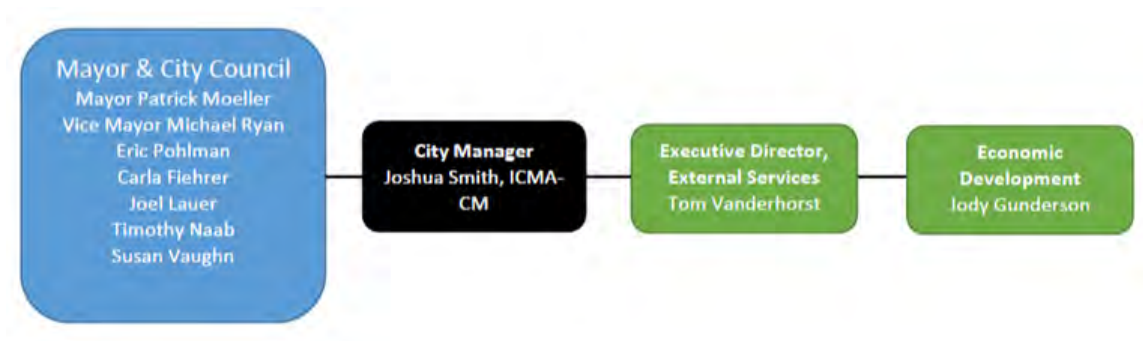 Mayor & City Council
Mayor Patrick Moeller
Vice Mayor Michael Ryan
Eric Pohlman
Carla Fiehrer
Joel Lauer
Timothy Naab
Susan Vaughn
City Manager
Joshua Smith, ICMA-
CM
Executive Director,
External Services
Tom Vanderhorst
Economic
Development
Jody Gunderson